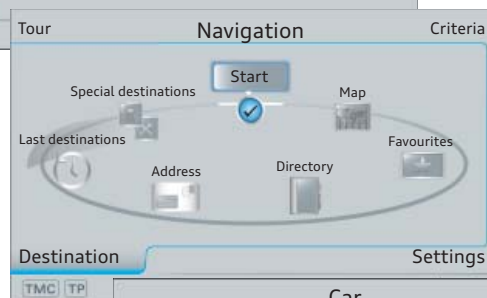 Tour Navigation Criteria
Start
Special destinations Map
Last destinations Favourites
Address Directory
Destination Settings
TMC TP
Car